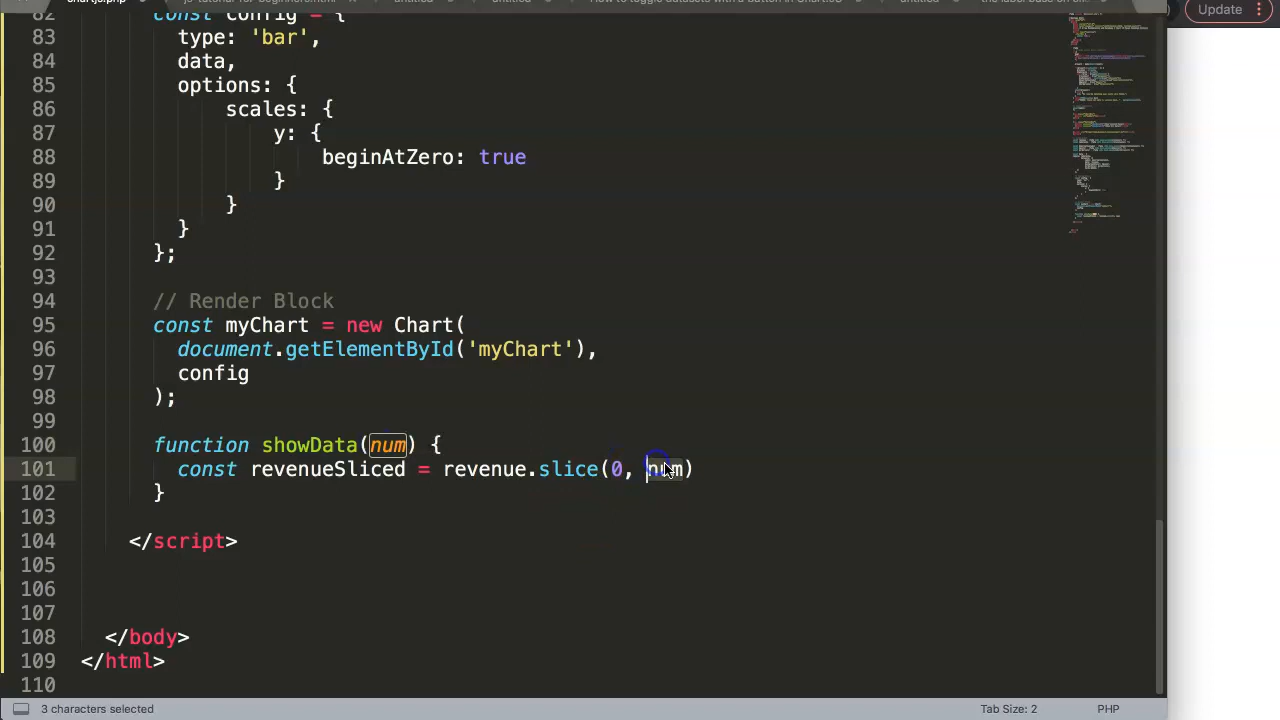 Update
82 const config = {
83 type: 'bar',
84 data,
85 options: {
86 scales: {
87 y: {
88 beginAtZero: true
89 }
90 }
91 }
92 };
93
94 // Render Block
95 const myChart = new Chart(
96 document.getElementById('myChart'),
97 config
98 );
99
100 function showData(num) {
101 const revenueSliced = revenue.slice(0, num)
102 }
103
104 </script>
105
106
107
108 </body>
109 </html>
110
3 characters selected
Tab Size: 2
PHP